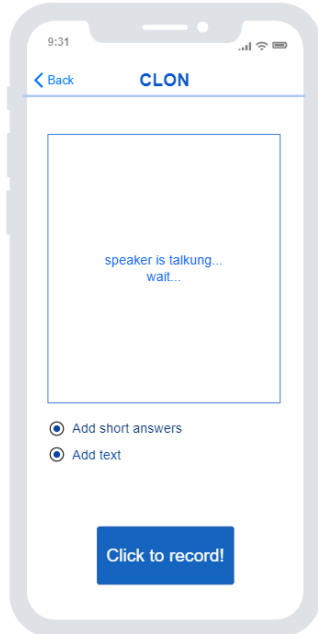 9:31
Back
CLON
speaker is talkung...
wait...
Add short answers
Add text
Click to record!